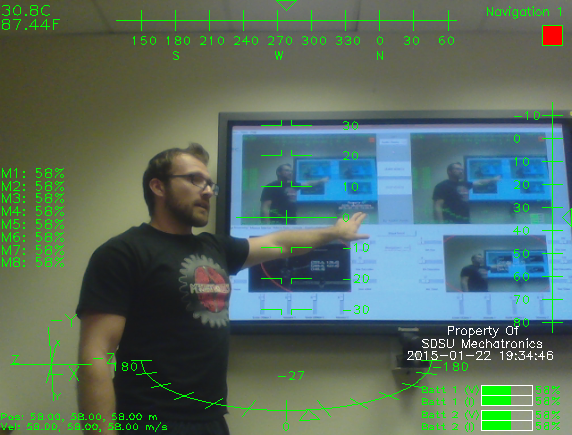 30.8C
87.44F
Navigation 1
150 180 210 240 270 300 330 0 30 60
S W N
M1: 58%
M2: 58%
M3: 58%
M4: 58%
M5: 58%
M6: 58%
M7: 58%
M8: 58%
30
20
10
0
-10
-20
-30
-10
0
10
20
30
40
50
60
70
80
Y
X
Z
X
Y
180
-27
-180
0
Property Of
SDSU Mechatronics
2015-01-22 19:34:46
Pos: 58.00, 58.00, 58.00 m
Vel: 58.00, 58.00, 58.00 m/s
Panasonic